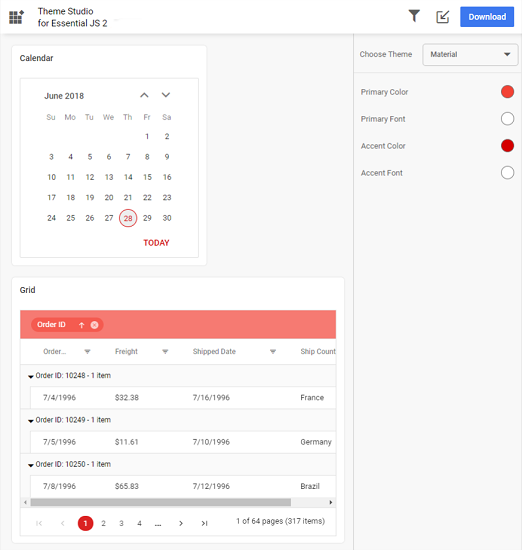 Theme Studio
for Essential JS 2
Download
Choose Theme
Material
Primary Color
Primary Font
Accent Color
Accent Font
Calendar
June 2018
Su Mo Tu We Th Fr Sa
1 2
3 4 5 6 7 8 9
10 11 12 13 14 15 16
17 18 19 20 21 22 23
24 25 26 27 28 29 30
TODAY
Grid
Order ID
Order... Freight Shipped Date Ship Count
Order ID: 10248 - 1 item
7/4/1996 $32.38 7/16/1996 France
Order ID: 10249 - 1 item
7/5/1996 $11.61 7/10/1996 Germany
Order ID: 10250 - 1 item
7/8/1996 $65.83 7/12/1996 Brazil
1 2 3 4 ... 1 of 64 pages (317 items)